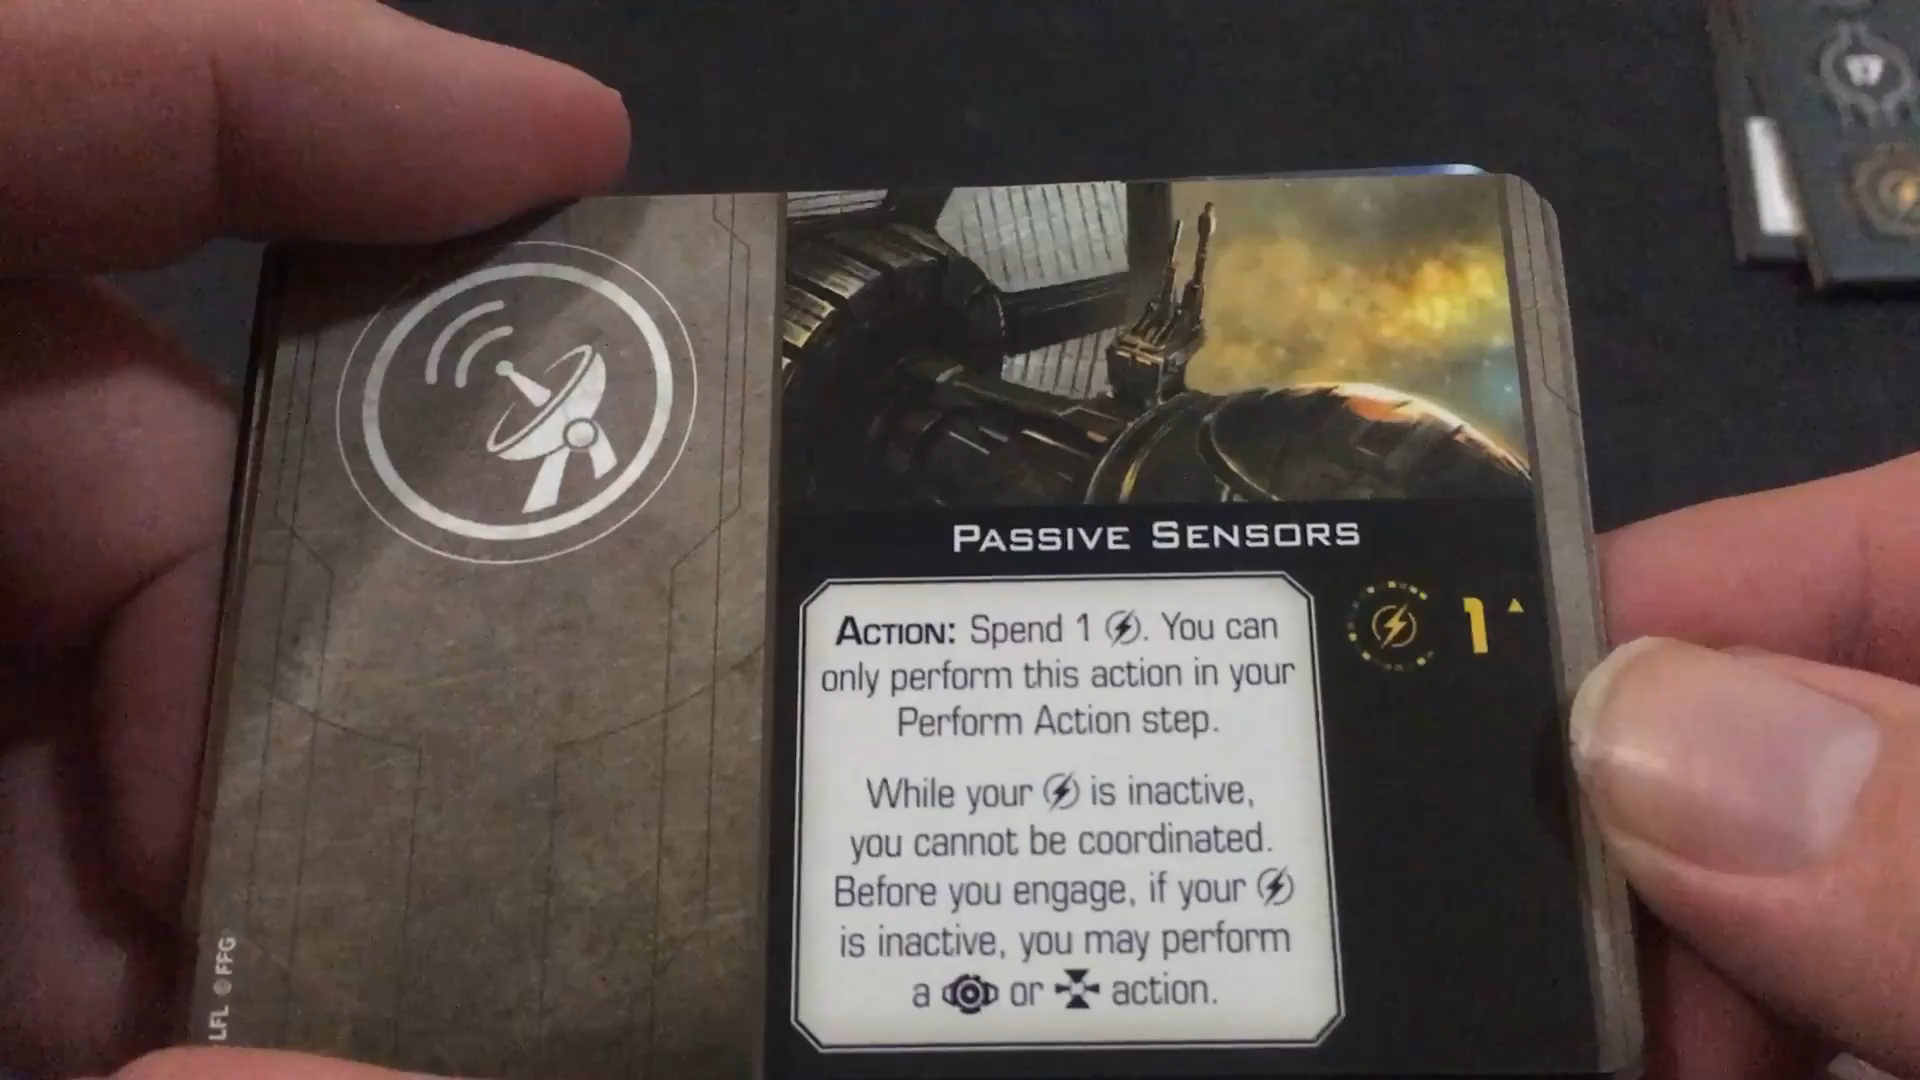 PASSIVE SENSORS
ACTION: Spend 1 . You can
only perform this action in your
Perform Action step.
While your is inactive,
you cannot be coordinated.
Before you engage, if your
is inactive, you may perform
a or action.
1
LFL © FFG